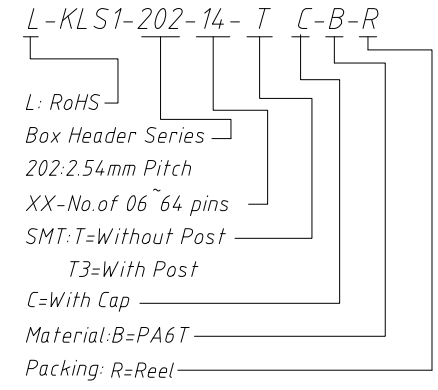 L-KLS1-202-14- T C-B-R
L: RoHS
Box Header Series
202:2.54mm Pitch
XX-No.of 06~64 pins
SMT:T=Without Post
T3=With Post
C=With Cap
Material:B=PA6T
Packing: R=Reel